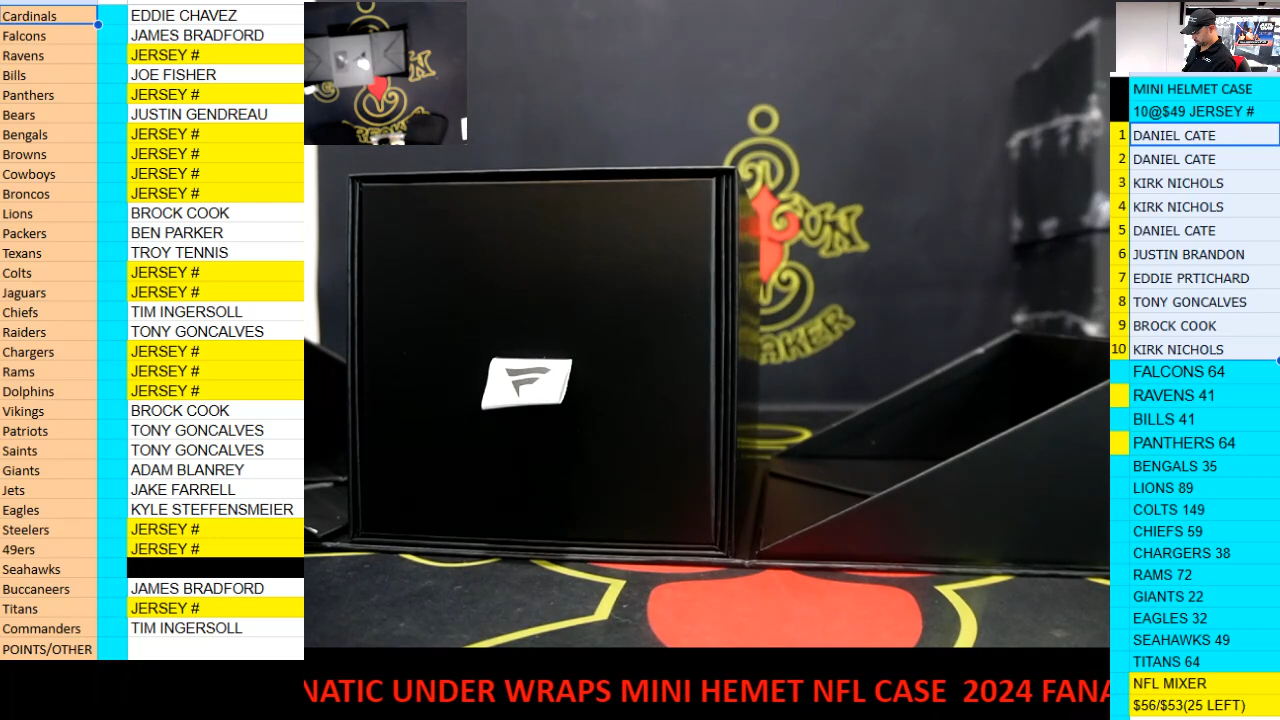 Cardinals EDDIE CHAVEZ
Falcons JAMES BRADFORD
Ravens JERSEY #
Bills JOE FISHER
Panthers JERSEY #
Bears JUSTIN GENDREAU
Bengals JERSEY #
Browns JERSEY #
Cowboys JERSEY #
Broncos JERSEY #
Lions BROCK COOK
Packers BEN PARKER
Texans TROY TENNIS
Colts JERSEY #
Jaguars JERSEY #
Chiefs TIM INGERSOLL
Raiders TONY GONCALVES
Chargers JERSEY #
Rams JERSEY #
Dolphins JERSEY #
Vikings BROCK COOK
Patriots TONY GONCALVES
Saints TONY GONCALVES
Giants ADAM BLANREY
Jets JAKE FARRELL
Eagles KYLE STEFFENSMEIER
Steelers JERSEY #
49ers JERSEY #
Seahawks
Buccaneers JAMES BRADFORD
Titans JERSEY #
Commanders TIM INGERSOLL
POINTS/OTHER
MINI HELMET CASE
10@$49 JERSEY #
1 DANIEL CATE
2 DANIEL CATE
3 KIRK NICHOLS
4 KIRK NICHOLS
5 DANIEL CATE
6 JUSTIN BRANDON
7 EDDIE PRTICHARD
8 TONY GONCALVES
9 BROCK COOK
10 KIRK NICHOLS
FALCONS 64
RAVENS 41
BILLS 41
PANTHERS 64
BENGALS 35
LIONS 89
COLTS 149
CHIEFS 59
CHARGERS 38
RAMS 72
GIANTS 22
EAGLES 32
SEAHAWKS 49
TITANS 64
NFL MIXER
$56/$53(25 LEFT)
NATIC UNDER WRAPS MINI HEMET NFL CASE 2024 FANA